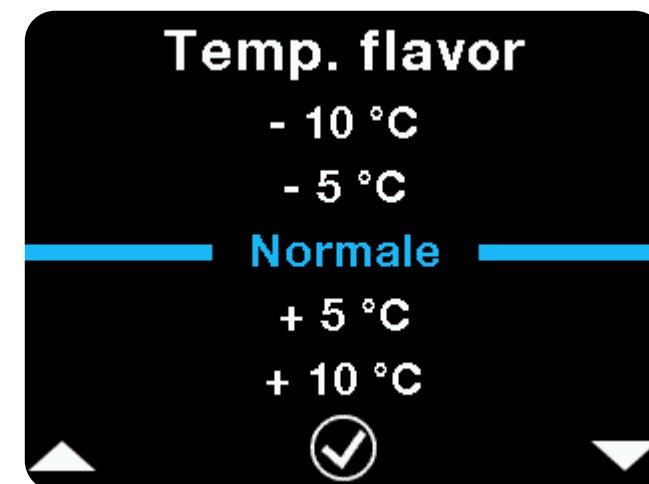 Temp. flavor
- 10 °C
- 5 °C
Normale
+ 5 °C
+ 10 °C